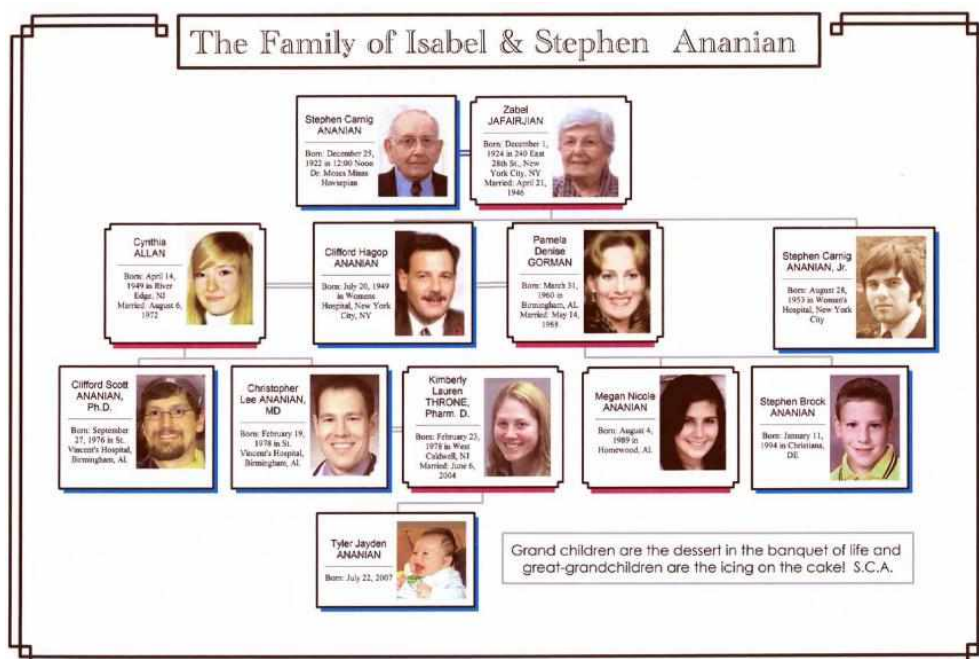 The Family of Isabel & Stephen Ananian
Stephen Carnig
ANANIAN
Born: December 25,
1922 in 12:00 Noon
Dr. Moses Minas
Hovsepian
Zabel
JAFAIRJIAN
Born: December 1,
1924 in 240 East
28th St., New
York City, NY
Married: April 21,
1946
Cynthia
ALLAN
Born: April 14,
1949 in River
Edge, NJ
Married: August 6,
1972
Clifford Hagop
ANANIAN
Born: July 20, 1949
in Womens
Hospital, New York
City, NY
Pamela
Denise
GORMAN
Born: March 31,
1960 in
Birmingham, AL
Married: May 14,
1988
Stephen Carnig
ANANIAN, Jr.
Born: August 28,
1953 in Woman's
Hospital, New York
City
Clifford Scott
ANANIAN,
Ph.D.
Born: September
27, 1976 in St.
Vincent's Hospital,
Birmingham, AL
Christopher
Lee ANANIAN,
MD
Born: February 19,
1978 in St.
Vincent's Hospital,
Birmingham, AL
Kimberly
Lauren
THRONE,
Pharm. D.
Born: February 23,
1978 in West
Caldwell, NJ
Married: June 6,
2004
Megan Nicole
ANANIAN
Born: August 4,
1989 in
Homewood, AL
Stephen Brock
ANANIAN
Born: January 11,
1994 in Christiana,
DE
Tyler Jayden
ANANIAN
Born: July 22, 2007
Grand children are the dessert in the banquet of life and
great-grandchildren are the icing on the cake! S.C.A.